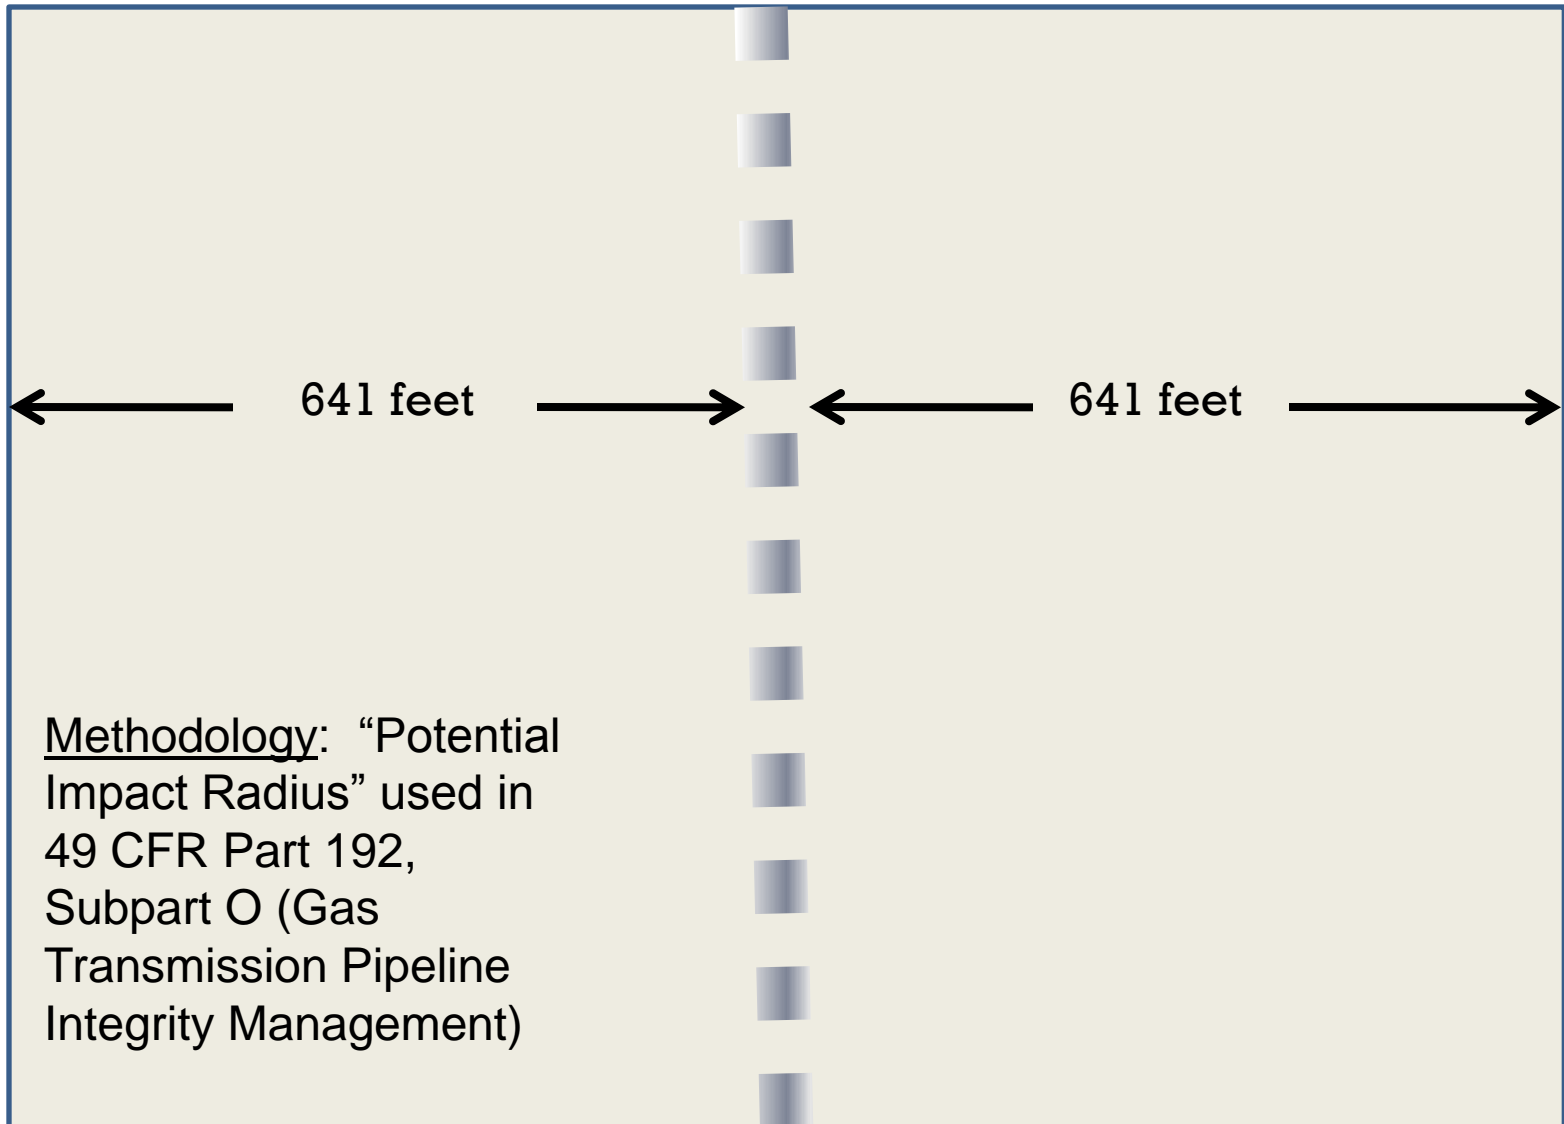 641 feet
641 feet
Methodology: “Potential
Impact Radius” used in
49 CFR Part 192,
Subpart O (Gas
Transmission Pipeline
Integrity Management)